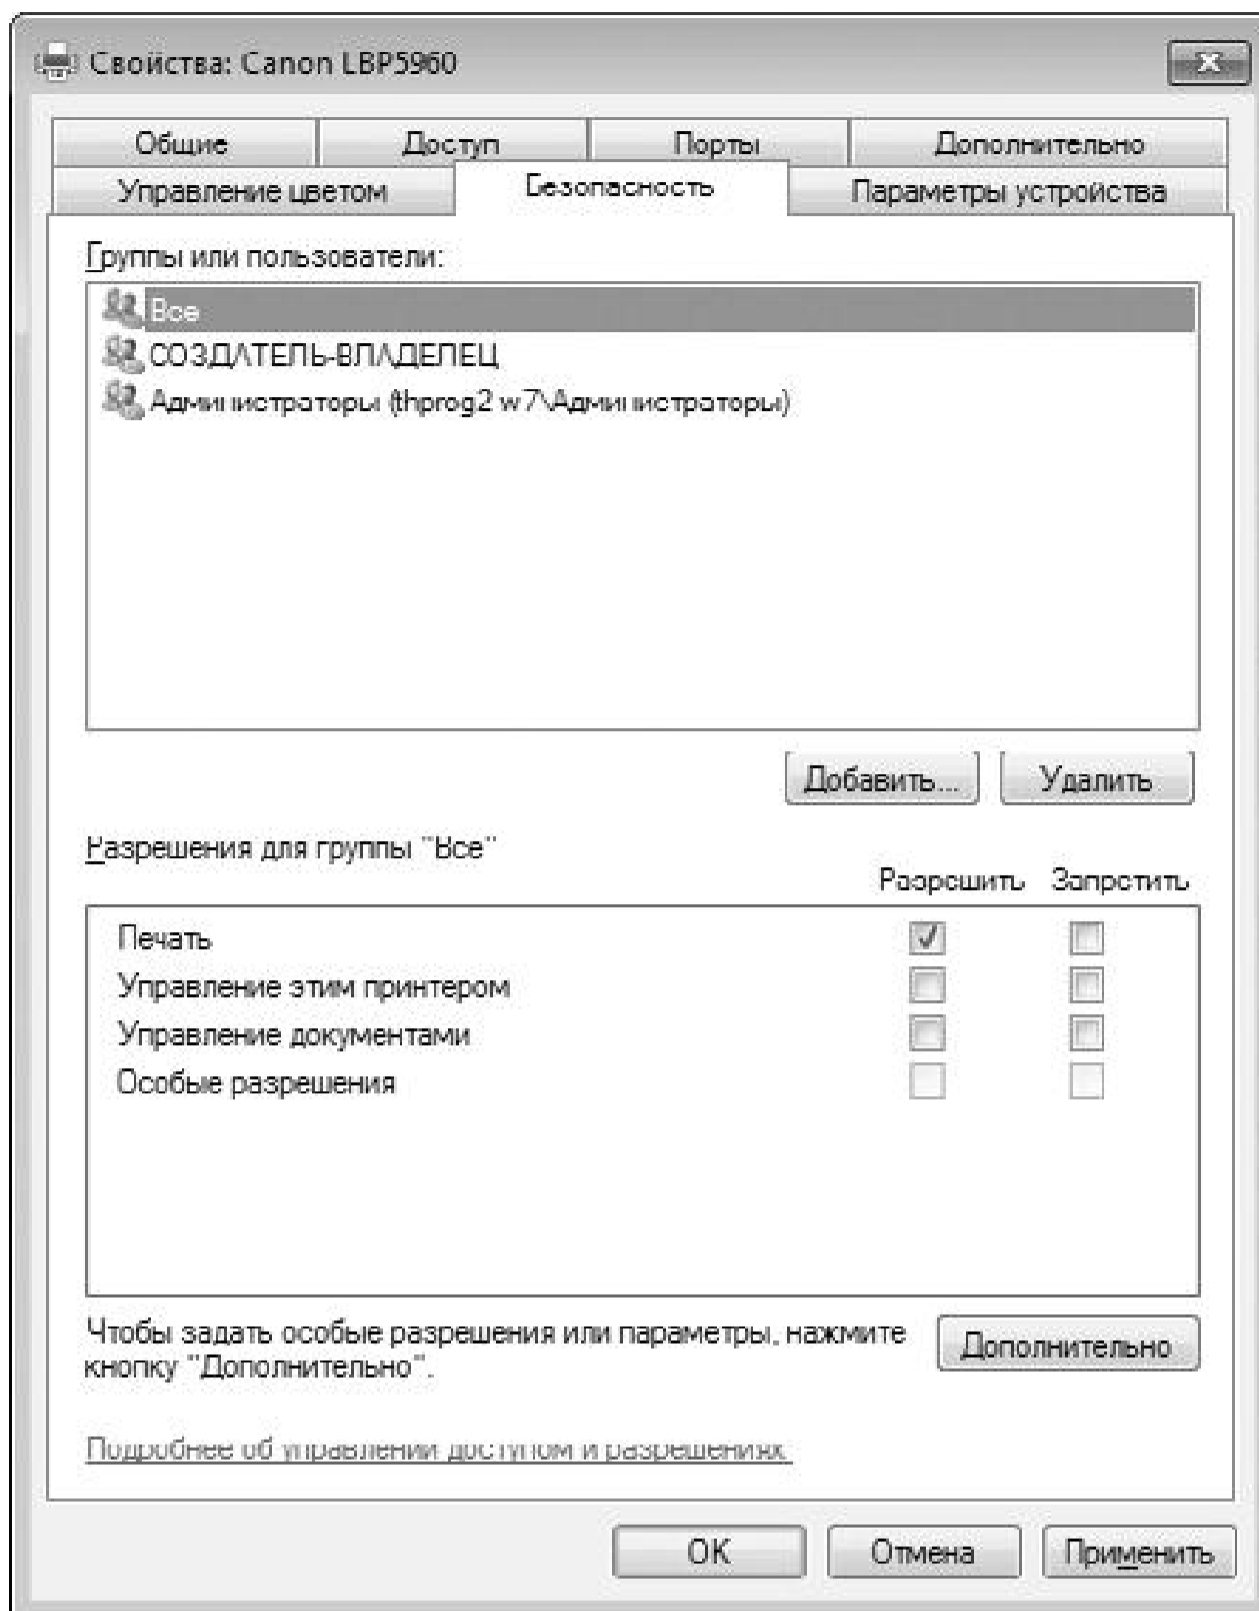 Свойства: Canon LBP5960
Общие Доступ Порты Дополнительно
Управление цветом Безопасность Параметры устройства
Группы или пользователи:
Все
СОЗДАТЕЛЬ-ВЛАДЕЛЕЦ
Администраторы (thprog2 w7\Администраторы)
Добавить... Удалить
Разрешения для группы "Все"
Разрешить Запретить
Печать
Управление этим принтером
Управление документами
Особые разрешения
Чтобы задать особые разрешения или параметры, нажмите
кнопку "Дополнительно".
Дополнительно
Подробнее об управлении доступом и разрешениях
OK Отмена Применить